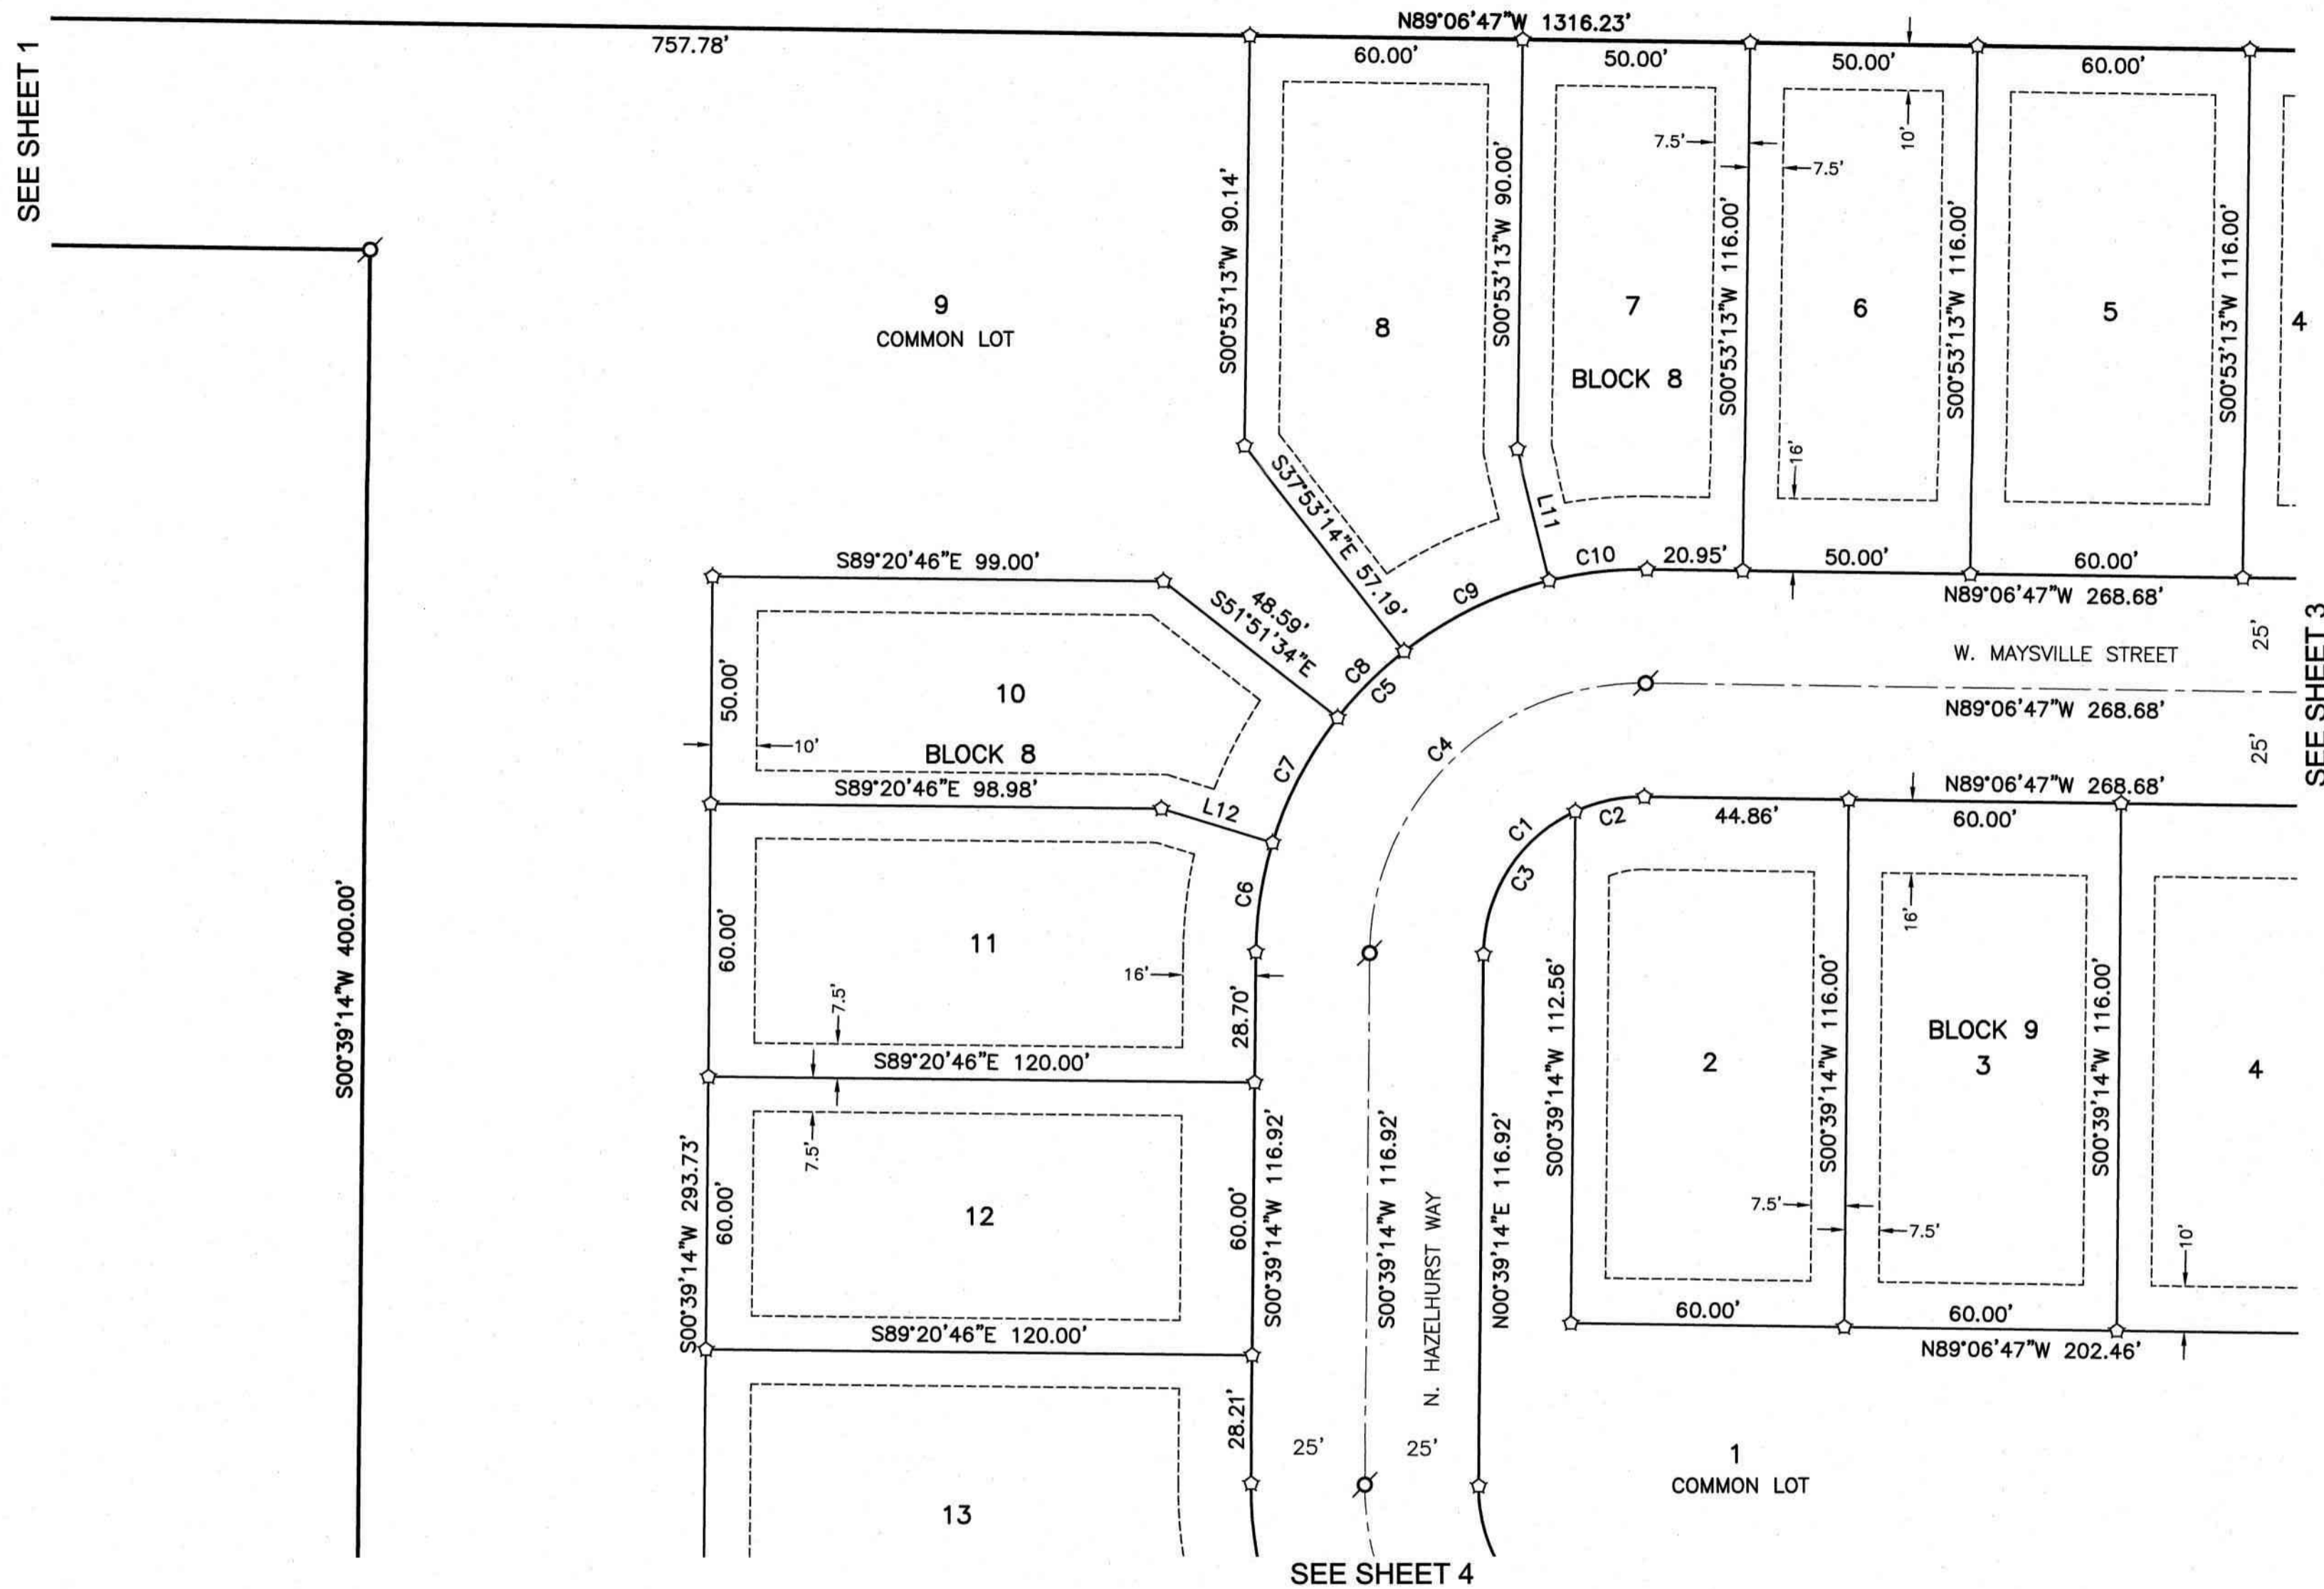 SEE SHEET 1
N89°06'47"W 1316.23'
757.78'
60.00'
50.00'
50.00'
60.00'
S00°53'13"W 90.14'
S00°53'13"W 90.00'
7.5'
7.5'
10'
S00°53'13"W 116.00'
S00°53'13"W 116.00'
S00°53'13"W 116.00'
9
COMMON LOT
8
7
BLOCK 8
6
5
4
16'
S37°53'14"E 57.19'
L11
C10
20.95'
50.00'
60.00'
N89°06'47"W 268.68'
C9
S89°20'46"E 99.00'
48.59'
S51°51'34"E
C8
C5
W. MAYSVILLE STREET
25'
SEE SHEET 3
N89°06'47"W 268.68'
25'
50.00'
10
10'
BLOCK 8
C7
C4
S89°20'46"E 98.98'
L12
N89°06'47"W 268.68'
C1
C2
44.86'
60.00'
C3
C6
S00°39'14"W 400.00'
60.00'
11
16'
7.5'
28.70'
16'
S00°39'14"W 112.56'
S00°39'14"W 116.00'
BLOCK 9
3
S00°39'14"W 116.00'
2
4
S89°20'46"E 120.00'
7.5'
S00°39'14"W 293.73'
60.00'
12
60.00'
S00°39'14"W 116.92'
S00°39'14"W 116.92'
N. HAZELHURST WAY
N00°39'14"E 116.92'
7.5'
7.5'
10'
60.00'
60.00'
N89°06'47"W 202.46'
S89°20'46"E 120.00'
28.21'
25'
25'
1
COMMON LOT
13
SEE SHEET 4